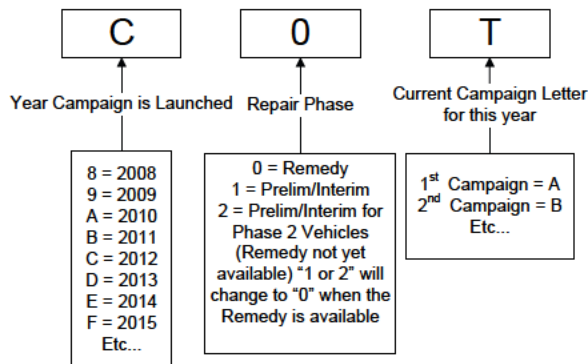 C
0
T
Year Campaign is Launched
Repair Phase
Current Campaign Letter
for this year
8 = 2008
9 = 2009
A = 2010
B = 2011
C = 2012
D = 2013
E = 2014
F = 2015
Etc...
0 = Remedy
1 = Prelim/Interim
2 = Prelim/Interim for
Phase 2 Vehicles
(Remedy not yet
available) “1 or 2” will
change to “0” when the
Remedy is available
1st Campaign = A
2nd Campaign = B
Etc...